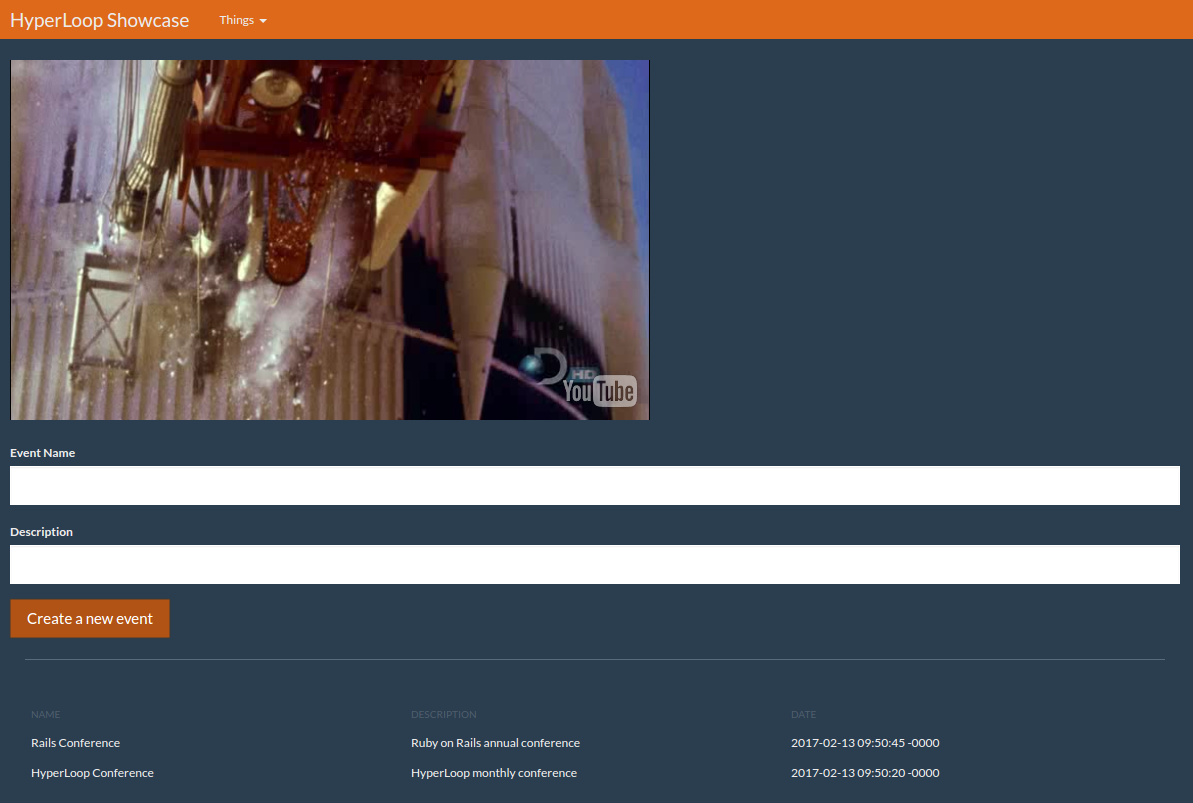 HyperLoop Showcase Things
HD
YouTube
Event Name
Description
Create a new event
NAME DESCRIPTION DATE
Rails Conference Ruby on Rails annual conference 2017-02-13 09:50:45 -0000
HyperLoop Conference HyperLoop monthly conference 2017-02-13 09:50:20 -0000